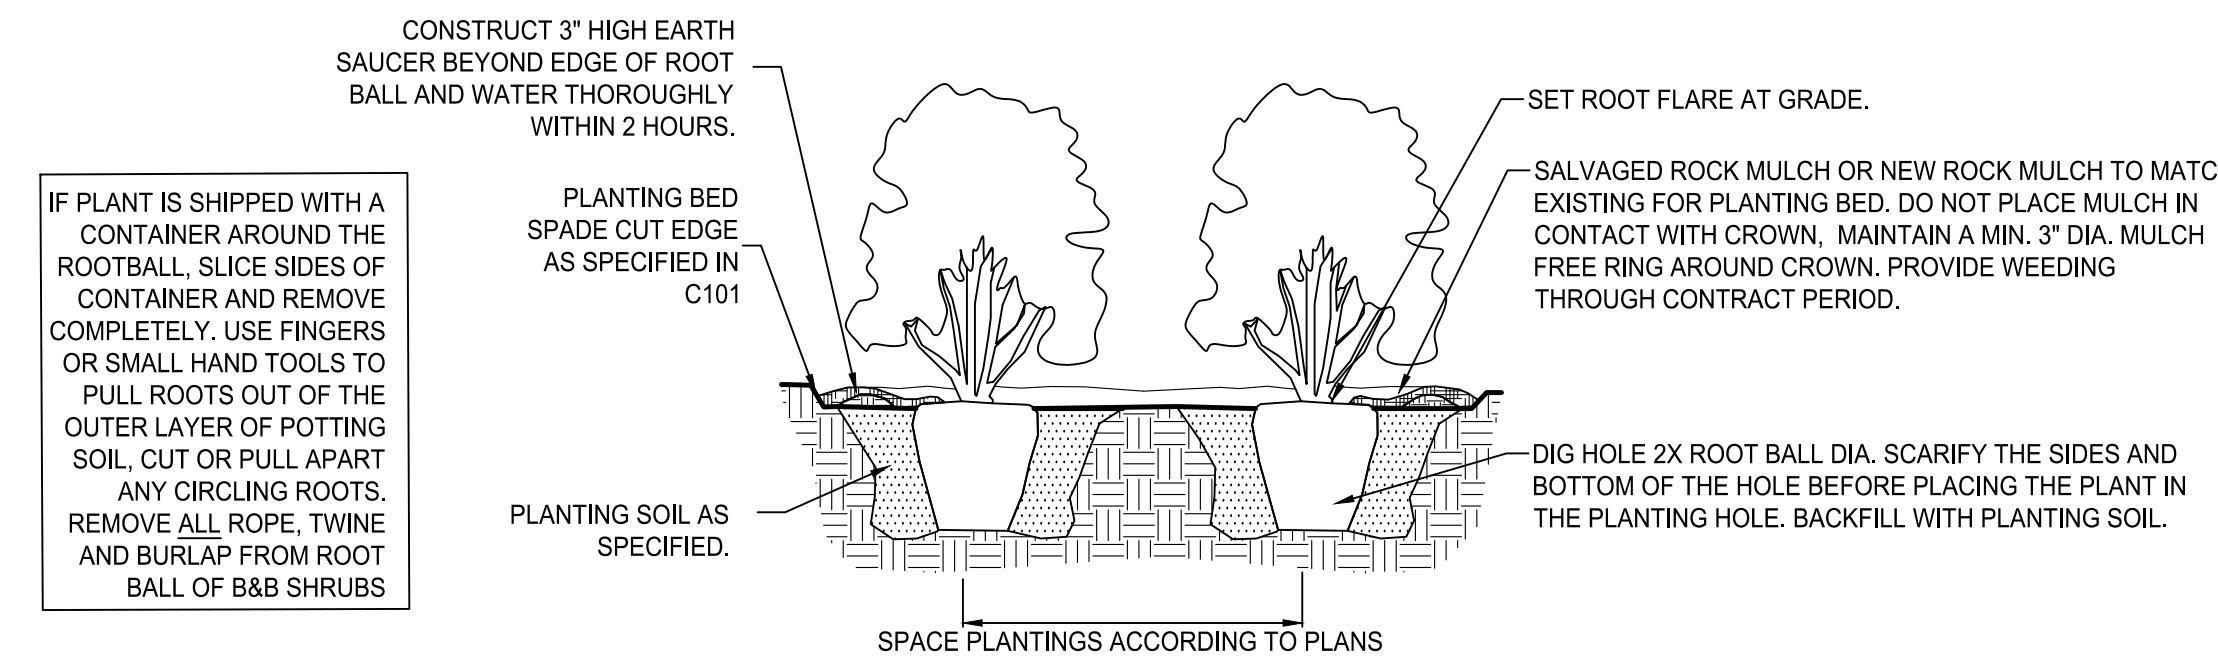 CONSTRUCT 3" HIGH EARTH
SAUCER BEYOND EDGE OF ROOT
BALL AND WATER THOROUGHLY
WITHIN 2 HOURS.
IF PLANT IS SHIPPED WITH A
CONTAINER AROUND THE
ROOTBALL, SLICE SIDES OF
CONTAINER AND REMOVE
COMPLETELY. USE FINGERS
OR SMALL HAND TOOLS TO
PULL ROOTS OUT OF THE
OUTER LAYER OF POTTING
SOIL, CUT OR PULL APART
ANY CIRCLING ROOTS.
REMOVE ALL ROPE, TWINE
AND BURLAP FROM ROOT
BALL OF B&B SHRUBS
PLANTING BED
SPADE CUT EDGE
AS SPECIFIED IN
C101
PLANTING SOIL AS
SPECIFIED.
SET ROOT FLARE AT GRADE.
SALVAGED ROCK MULCH OR NEW ROCK MULCH TO MATC
EXISTING FOR PLANTING BED. DO NOT PLACE MULCH IN
CONTACT WITH CROWN, MAINTAIN A MIN. 3" DIA. MULCH
FREE RING AROUND CROWN. PROVIDE WEEDING
THROUGH CONTRACT PERIOD.
DIG HOLE 2X ROOT BALL DIA. SCARIFY THE SIDES AND
BOTTOM OF THE HOLE BEFORE PLACING THE PLANT IN
THE PLANTING HOLE. BACKFILL WITH PLANTING SOIL.
SPACE PLANTINGS ACCORDING TO PLANS